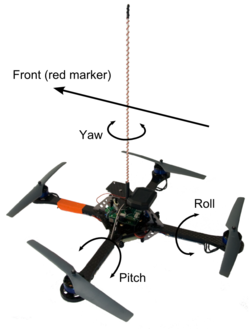 Front (red marker)
Yaw
Roll
Pitch